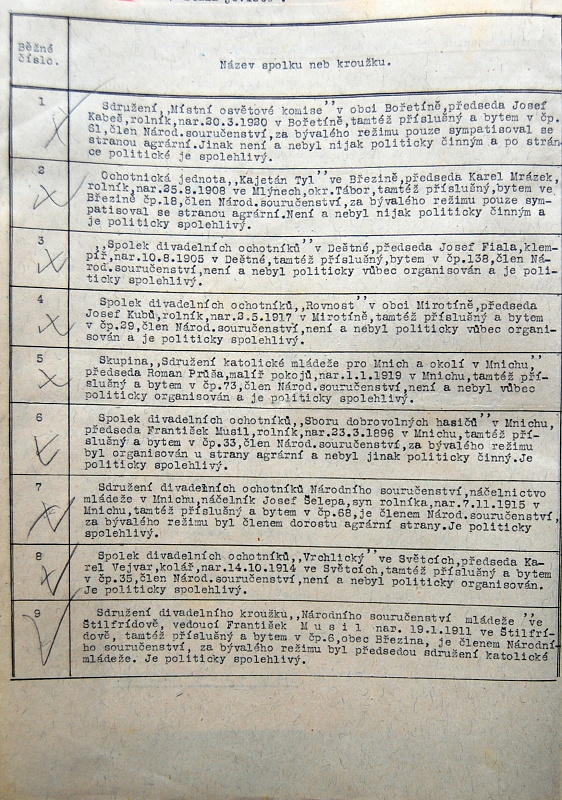 Běžné
číslo.
Název spolku neb kroužku.
1
Sdružení,,Místní osvětové komise" v obci Bořetíně,předseda Josef
Kabeš,rolník,nar.20.3.1920 v Bořetíně,tamtéž příslušný a bytem v čp.
51,člen Národ.souručenství,za bývalého režimu pouze sympatisoval se
stranou agrární.Jinak není a nebyl nijak politicky činným a po strán-
ce politické je spolehlivý.
2
Ochotnická jednota,,Kajetán Tyl" ve Březině,předseda Karel Mrázek,
rolník,nar.25.8.1908 ve Mlýnech,okr.Tábor,tamtéž příslušný,bytem ve
Březině čp.18,člen Národ.souručenství,za bývalého režimu pouze sym-
patisoval se stranou agrární.Není a nebyl nijak politicky činným a
je politicky spolehlivý.
3
,,Spolek divadelních ochotníků" v Deštné,předseda Josef Fiala,klem-
píř,nar.10.8.1905 v Deštné,tamtéž příslušný,bytem v čp.138,člen Ná-
rod.souručenství,není a nebyl politicky vůbec organisován a je poli-
ticky spolehlivý.
4
Spolek divadelních ochotníků,,Rovnost" v obci Mirotíně,předseda
Josef Kubů,rolník,nar.2.5.1917 v Mirotíně,tamtéž příslušný a bytem
v čp.29,člen Národ.souručenství,není a nebyl politicky vůbec organi-
sován a je politicky spolehlivý.
5
Skupina,,Sdružení katolické mládeže pro Mnich a okolí v Mnichu,"
předseda Roman Průša,malíř pokojů,nar.1.1.1919 v Mnichu,tamtéž pří-
slušný a bytem v čp.73,člen Národ.souručenství,není a nebyl vůbec
politicky organisován a je politicky spolehlivý.
6
Spolek divadelních ochotníků,,Sboru dobrovolných hasičů" v Mnichu,
předseda František Musil,rolník,nar.23.3.1896 v Mnichu,tamtéž pří-
slušný a bytem v čp.33,člen Národ.souručenství,za bývalého režimu
byl organisován u strany agrární a nebyl jinak politicky činný.Je
politicky spolehlivý.
7
Sdružení divadelních ochotníků Národního souručenství,náčelnictvo
mládeže v Mnichu,náčelník Josef Šelepa,syn rolníka,nar.7.11.1915 v
Mnichu,tamtéž příslušný a bytem v čp.68,je členem Národ.souručenství,
za bývalého režimu byl členem dorostu agrární strany.Je politicky
spolehlivý.
8
Spolek divadelních ochotníků,,Vrchlický" ve Světcích,předseda Ka-
rel Vejvar,kolář,nar.14.10.1914 ve Světcích,tamtéž příslušný a bytem
v čp.35,člen Národ.souručenství,není a nebyl politicky organisován.
Je politicky spolehlivý.
9
Sdružení divadelního kroužku,,Národního souručenství mládeže "ve
Štilfrídově, vedoucí František M u s i l nar. 19.1.1911 ve Štilfrí-
dově, tamtéž příslušný a bytem v čp.6,obec Březina, je členem Národní-
ho souručenství, za bývalého režimu byl předsedou sdružení katolické
mládeže. Je politicky spolehlivý.